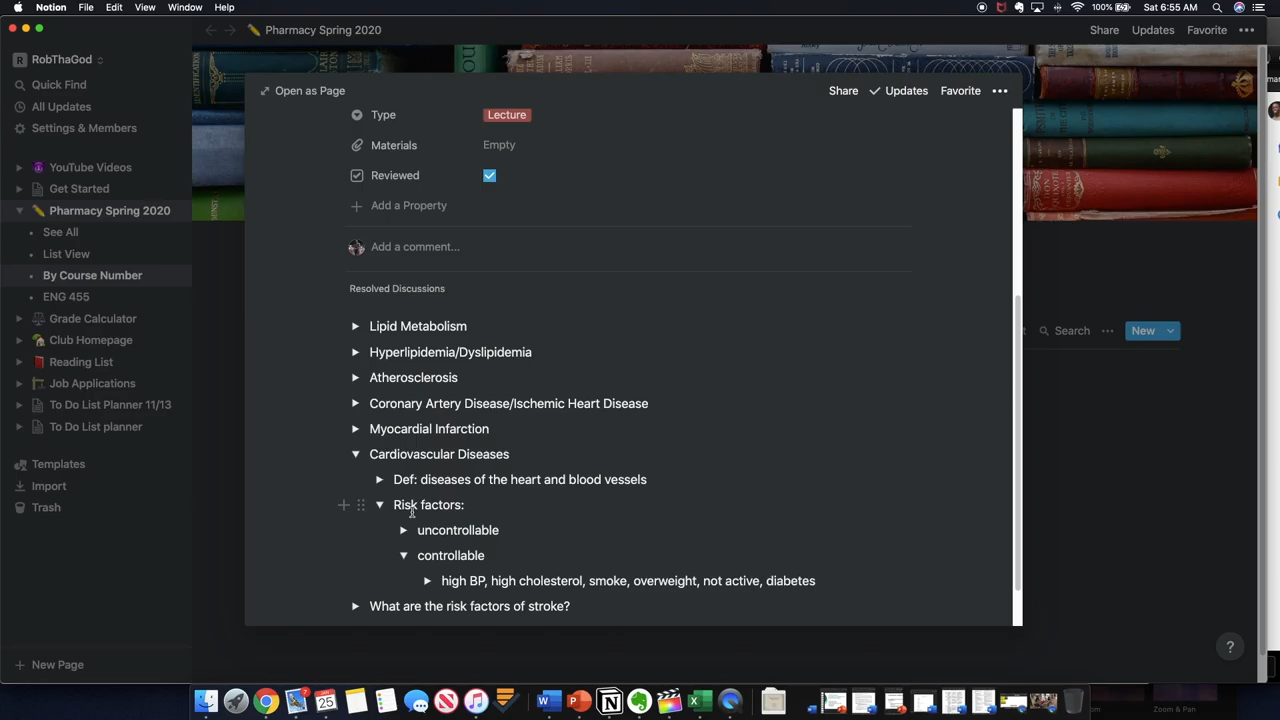 Notion File Edit View Window Help
100% Sat 6:55 AM
Pharmacy Spring 2020
Share Updates Favorite
R RobThaGod
Quick Find
All Updates
Settings & Members
YouTube Videos
Get Started
Pharmacy Spring 2020
See All
List View
By Course Number
ENG 455
Grade Calculator
Club Homepage
Reading List
Job Applications
To Do List Planner 11/13
To Do List planner
Templates
Import
Trash
New Page
Open as Page
Share Updates Favorite
Type Lecture
Materials Empty
Reviewed
Add a Property
Add a comment...
Resolved Discussions
Lipid Metabolism
Hyperlipidemia/Dyslipidemia
Atherosclerosis
Coronary Artery Disease/Ischemic Heart Disease
Myocardial Infarction
Cardiovascular Diseases
Def: diseases of the heart and blood vessels
Risk factors:
uncontrollable
controllable
high BP, high cholesterol, smoke, overweight, not active, diabetes
What are the risk factors of stroke?
Search New
?
Zoom & Pan